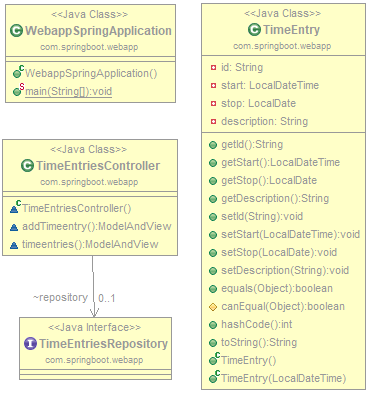 <<Java Class>>
WebappSpringApplication
com.springboot.webapp
WebappSpringApplication()
main(String[]):void
<<Java Class>>
TimeEntriesController
com.springboot.webapp
TimeEntriesController()
addTimeentry():ModelAndView
timeentries():ModelAndView
~repository
0..1
<<Java Interface>>
TimeEntriesRepository
com.springboot.webapp
<<Java Class>>
TimeEntry
com.springboot.webapp
id: String
start: LocalDateTime
stop: LocalDate
description: String
getId():String
getStart():LocalDateTime
getStop():LocalDate
getDescription():String
setId(String):void
setStart(LocalDateTime):void
setStop(LocalDate):void
setDescription(String):void
equals(Object):boolean
canEqual(Object):boolean
hashCode():int
toString():String
TimeEntry()
TimeEntry(LocalDateTime)